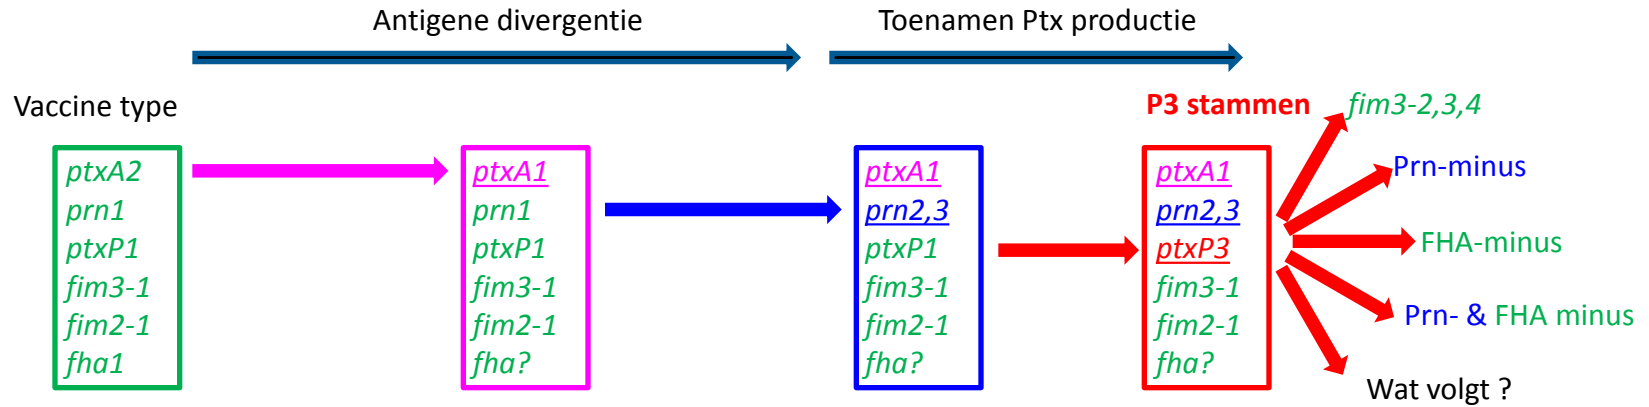 Antigene divergentie
Toenamen Ptx productie
Vaccine type
P3 stammen
fim3-2,3,4
ptxA2
prn1
ptxP1
fim3-1
fim2-1
fha1
ptxA1
prn1
ptxP1
fim3-1
fim2-1
fha?
ptxA1
prn2,3
ptxP1
fim3-1
fim2-1
fha?
ptxA1
prn2,3
ptxP3
fim3-1
fim2-1
fha?
Prn-minus
FHA-minus
Prn- & FHA minus
Wat volgt ?